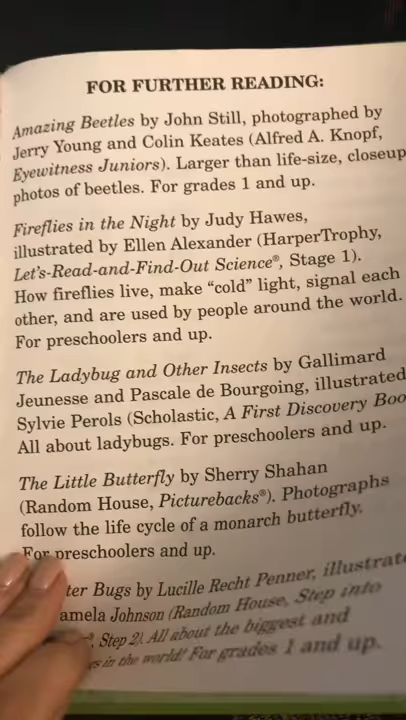 FOR FURTHER READING:
Amazing Beetles by John Still, photographed by
Jerry Young and Colin Keates (Alfred A. Knopf,
Eyewitness Juniors). Larger than life-size, closeup
photos of beetles. For grades 1 and up.
Fireflies in the Night by Judy Hawes,
illustrated by Ellen Alexander (HarperTrophy,
Let's-Read-and-Find-Out Science®, Stage 1).
How fireflies live, make “cold” light, signal each
other, and are used by people around the world.
For preschoolers and up.
The Ladybug and Other Insects by Gallimard
Jeunesse and Pascale de Bourgoing, illustrated
Sylvie Perols (Scholastic, A First Discovery Boo
All about ladybugs. For preschoolers and up.
The Little Butterfly by Sherry Shahan
(Random House, Picturebacks®). Photographs
follow the life cycle of a monarch butterfly.
For preschoolers and up.
ter Bugs by Lucille Recht Penner, illustrate
amela Johnson (Random House, Step into
®, Step 2). All about the biggest and
gs in the world! For grades 1 and up.